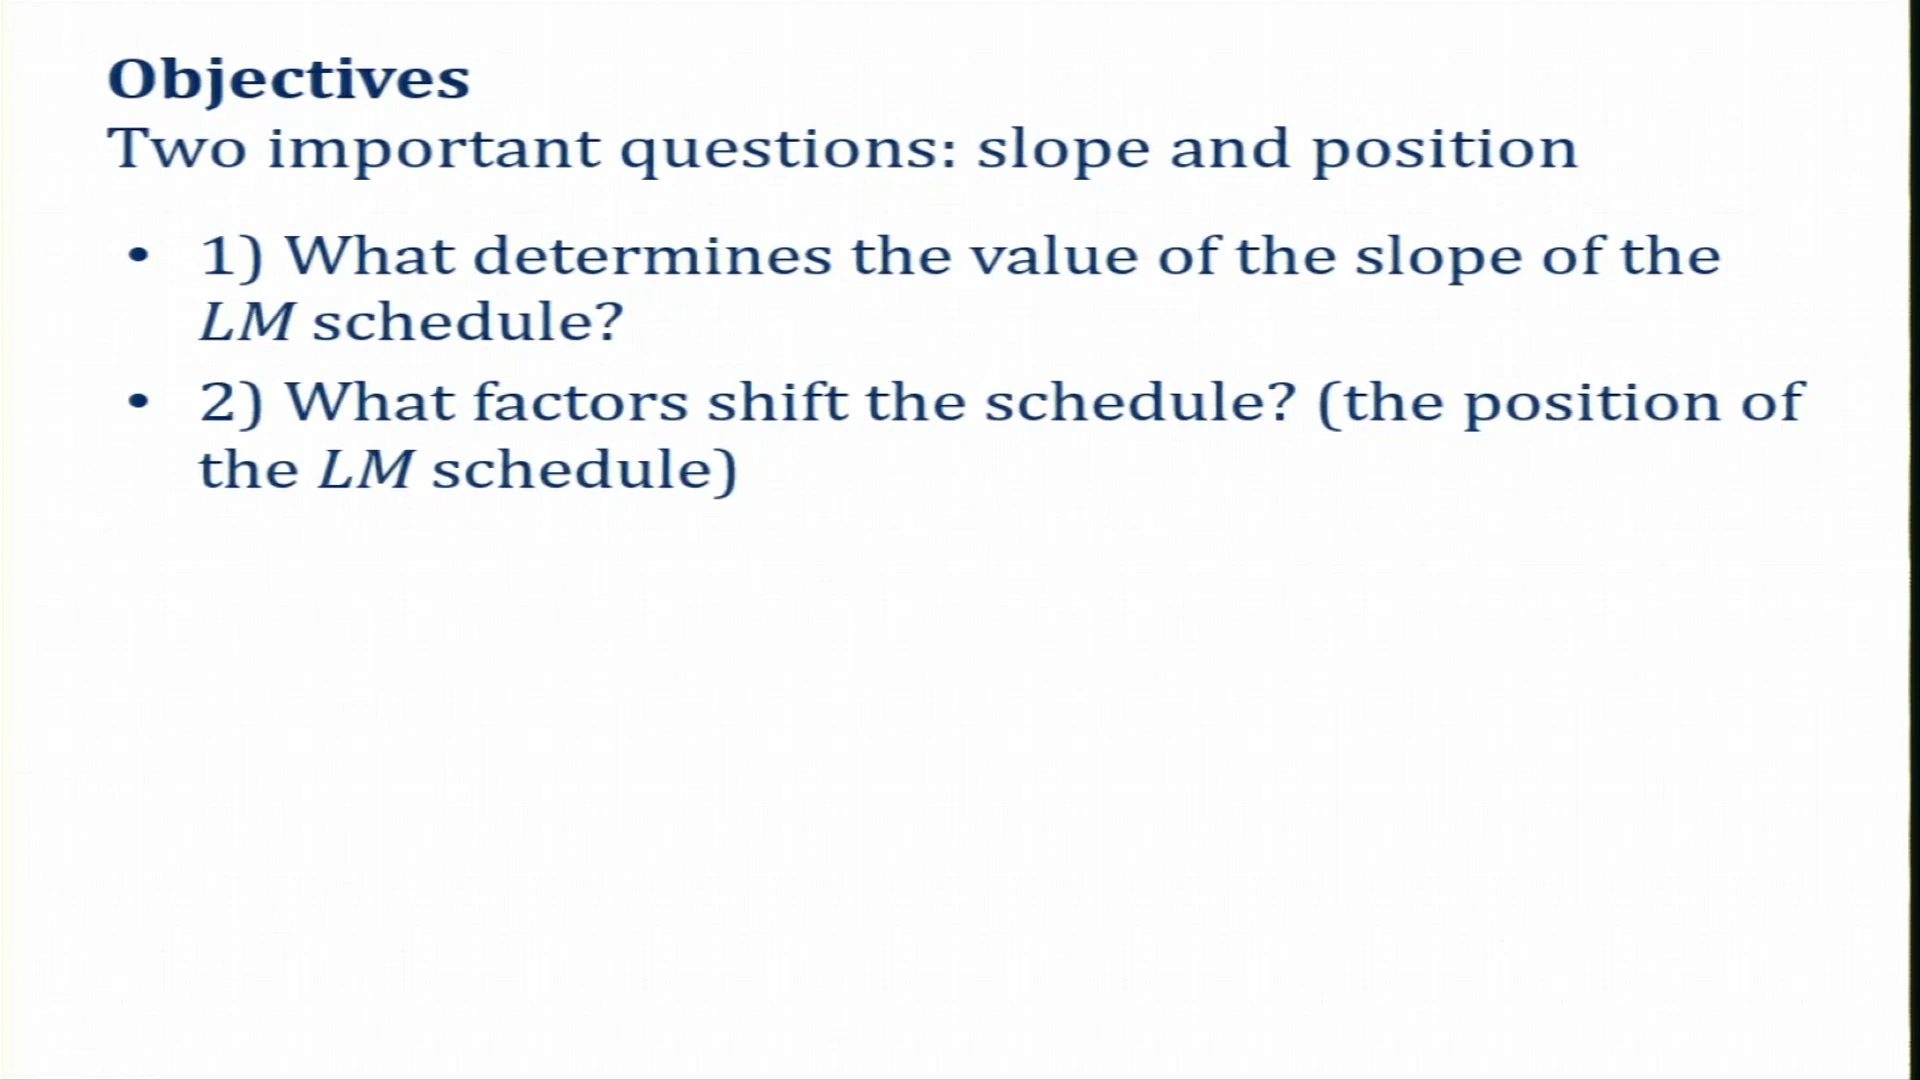 Objectives
Two important questions: slope and position
• 1) What determines the value of the slope of the
LM schedule?
• 2) What factors shift the schedule? (the position of
the LM schedule)